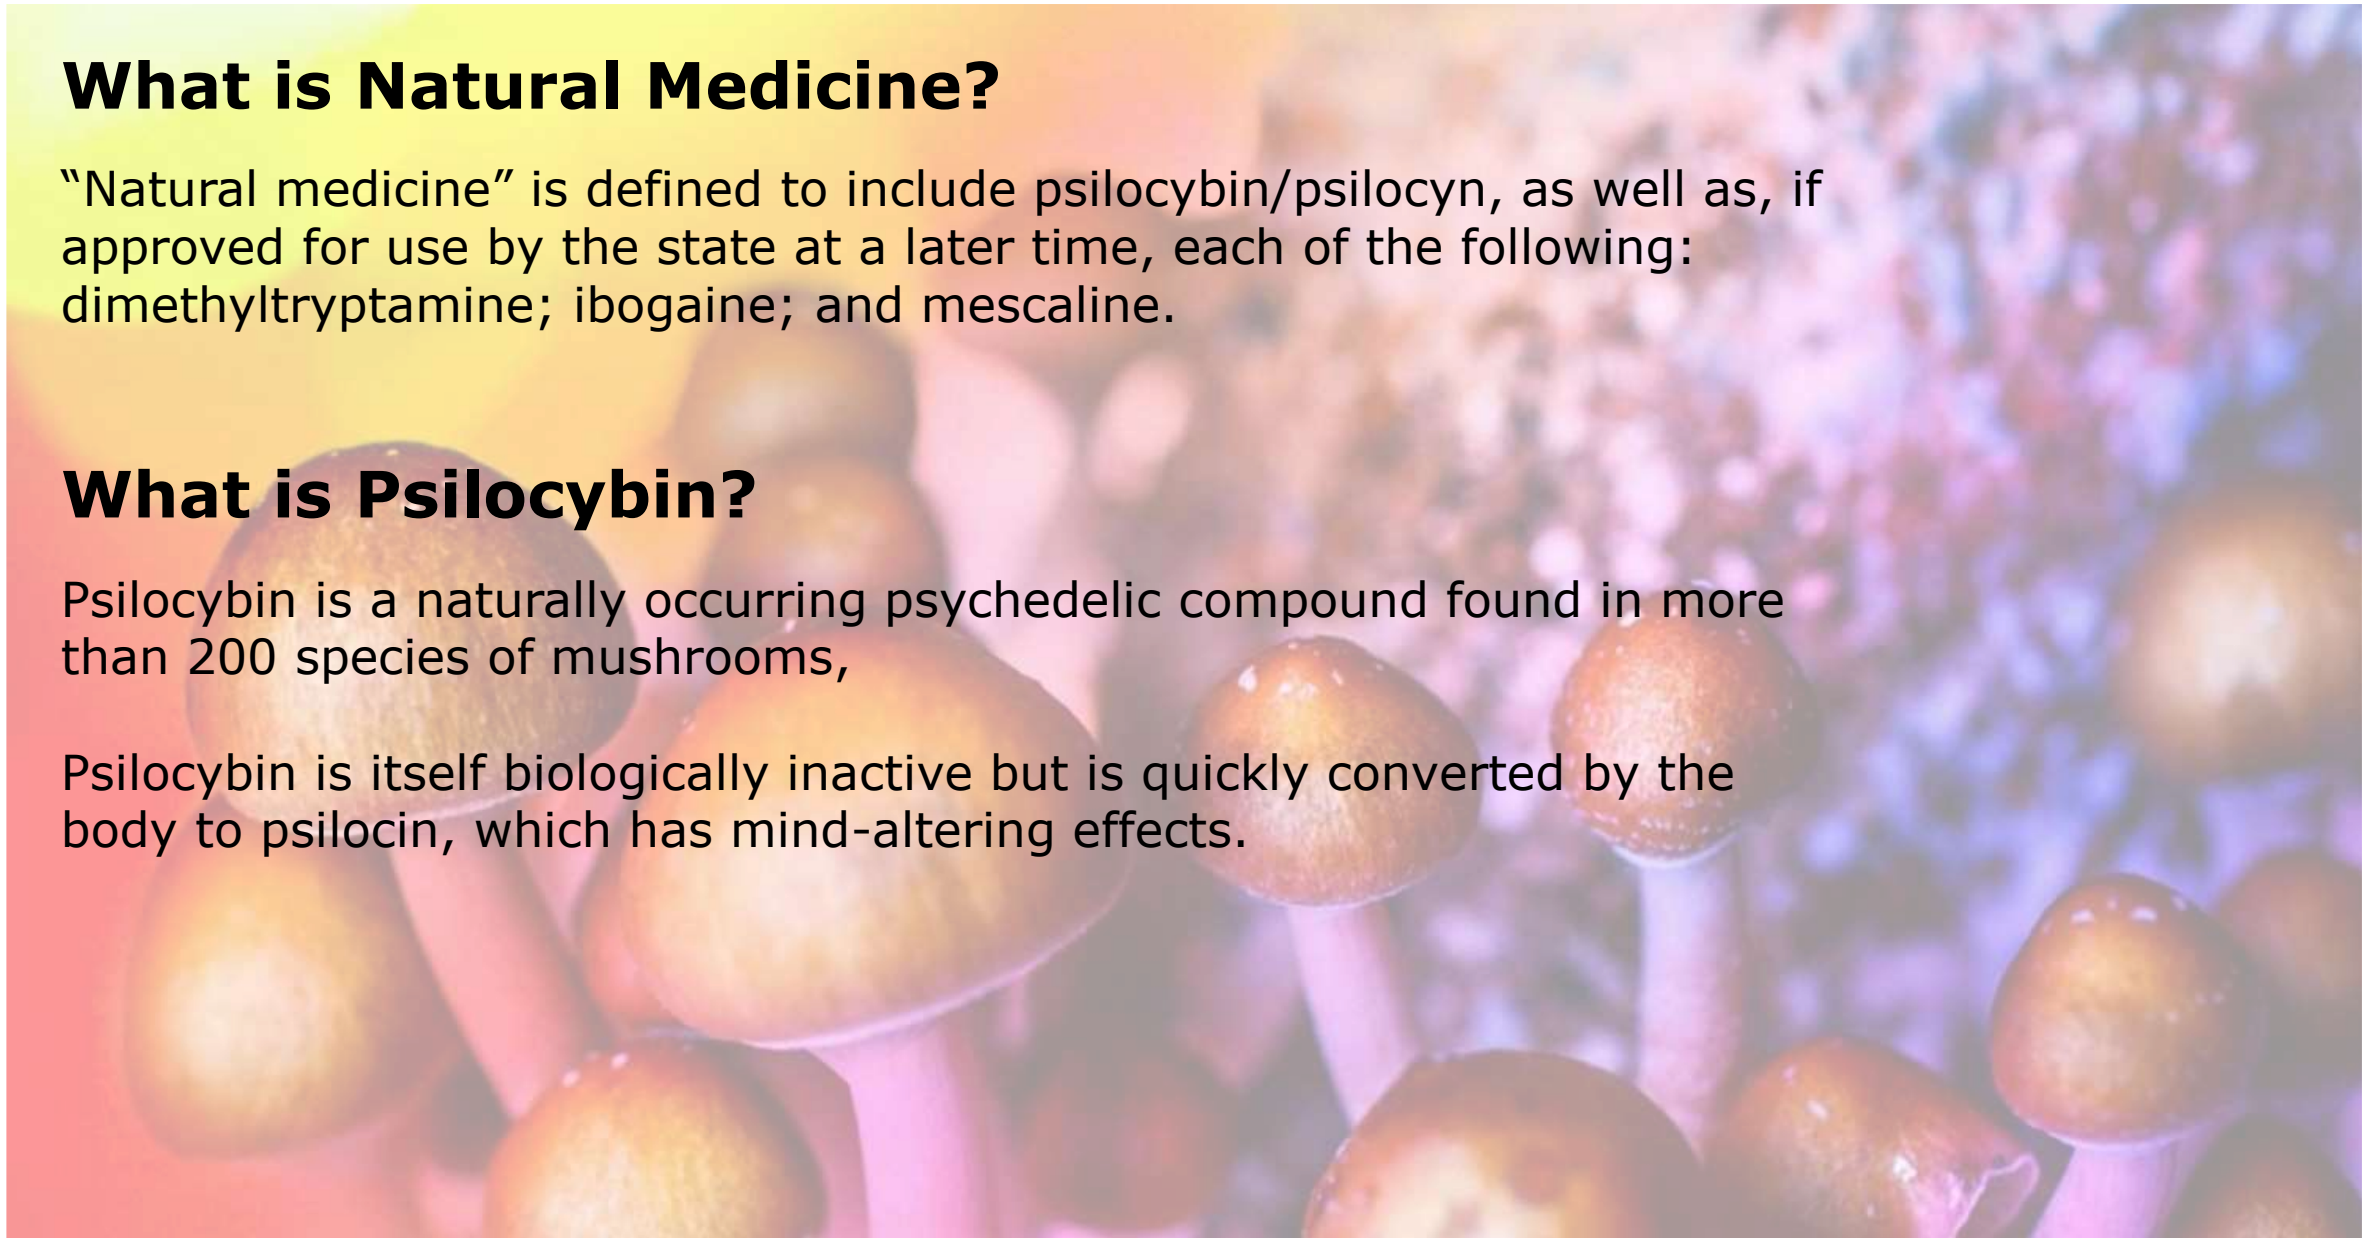 What is Natural Medicine?
“Natural medicine” is defined to include psilocybin/psilocyn, as well as, if
approved for use by the state at a later time, each of the following:
dimethyltryptamine; ibogaine; and mescaline.
What is Psilocybin?
Psilocybin is a naturally occurring psychedelic compound found in more
than 200 species of mushrooms,
Psilocybin is itself biologically inactive but is quickly converted by the
body to psilocin, which has mind-altering effects.